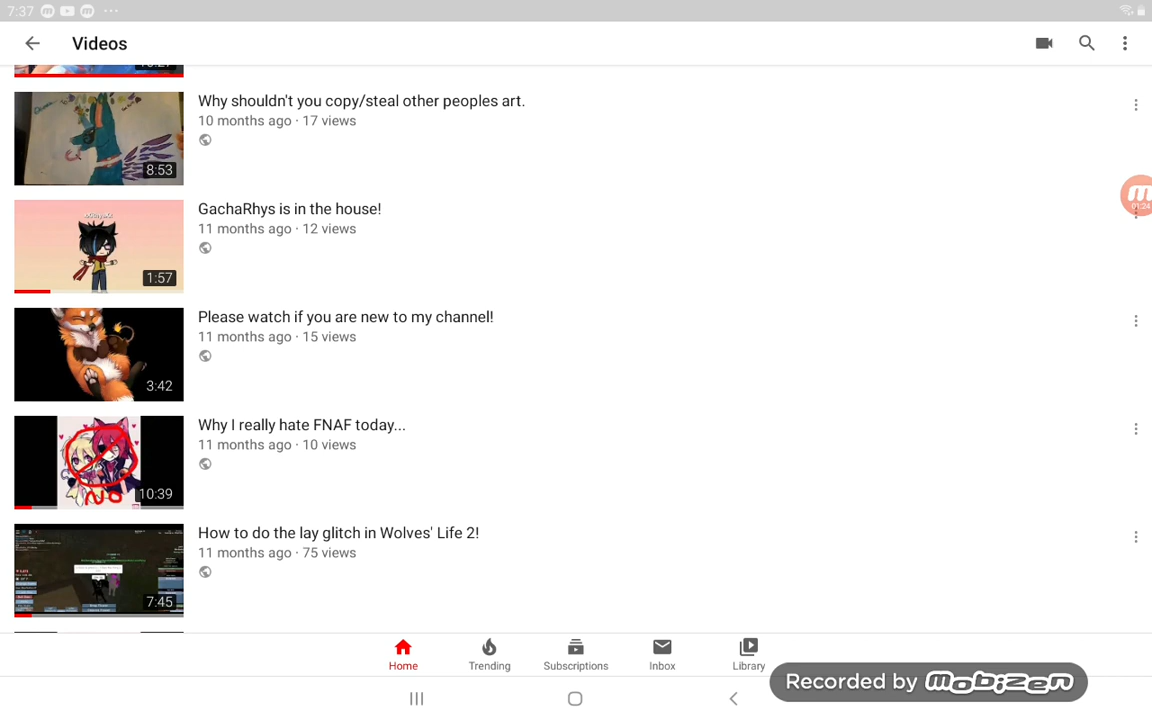 7:37
Videos
Why shouldn't you copy/steal other peoples art.
10 months ago · 17 views
8:53
01:24
GachaRhys is in the house!
11 months ago · 12 views
1:57
Please watch if you are new to my channel!
11 months ago · 15 views
3:42
Why I really hate FNAF today...
11 months ago · 10 views
NO
10:39
How to do the lay glitch in Wolves' Life 2!
11 months ago · 75 views
7:45
Home Trending Subscriptions Inbox Library
Recorded by mobizen